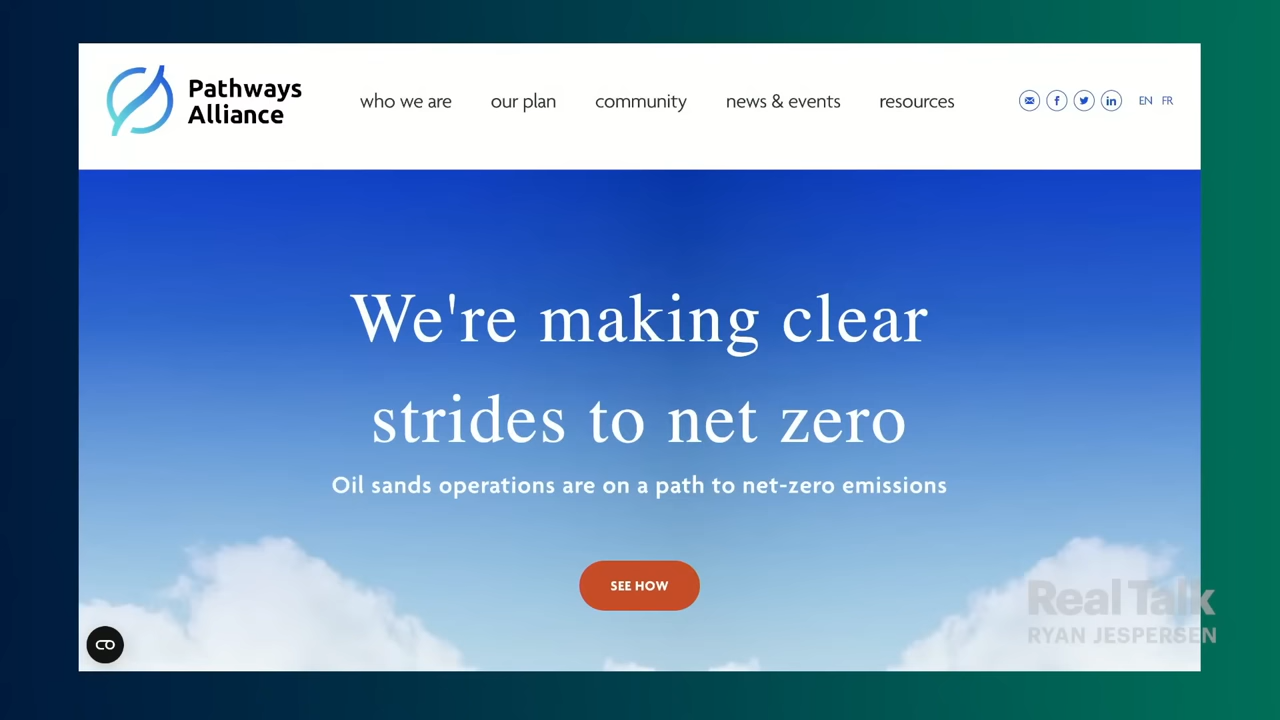 Pathways
Alliance
who we are our plan community news & events resources EN FR
We're making clear
strides to net zero
Oil sands operations are on a path to net-zero emissions
SEE HOW
Real Talk
RYAN JESPERSEN